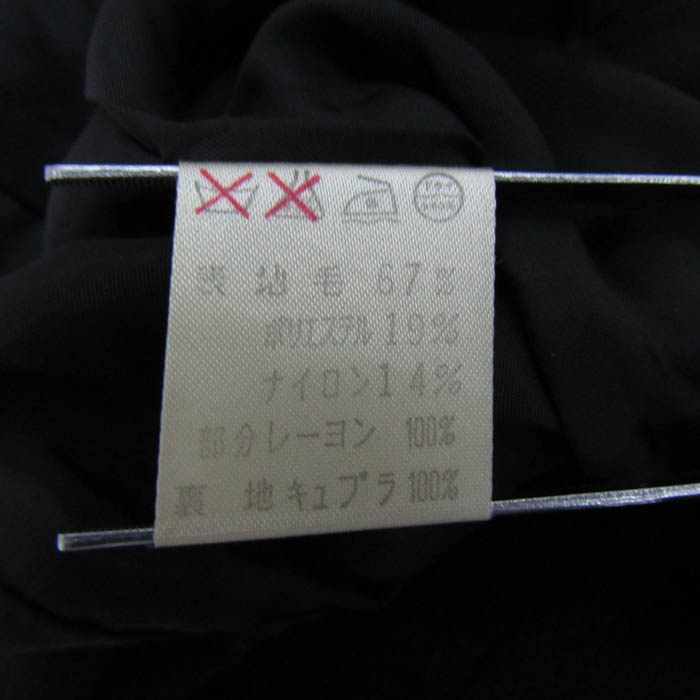 表地毛 67%
ポリエステル 19%
ナイロン 14%
部分レーヨン 100%
裏地キュプラ 100%